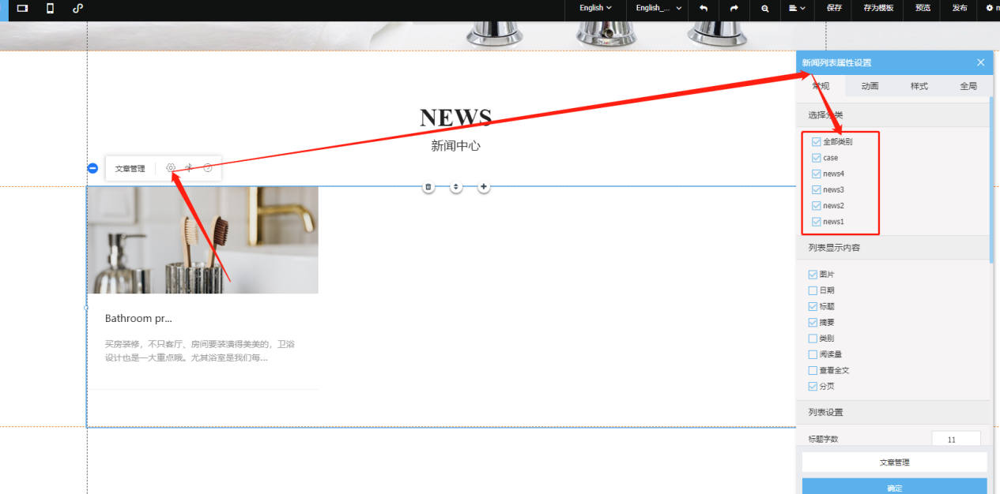 English
English_...
保存
存为模板
预览
发布
新闻列表属性设置
常规
动画
样式
全局
NEWS
新闻中心
选择分类
全部类别
case
news4
news3
news2
news1
文章管理
列表显示内容
图片
日期
标题
摘要
类别
阅读量
查看全文
分页
Bathroom pr...
买房装修，不只客厅、房间要装潢得美美的，卫浴
设计也是一大重点哦。尤其浴室是我们每...
列表设置
标题字数
11
文章管理
确定